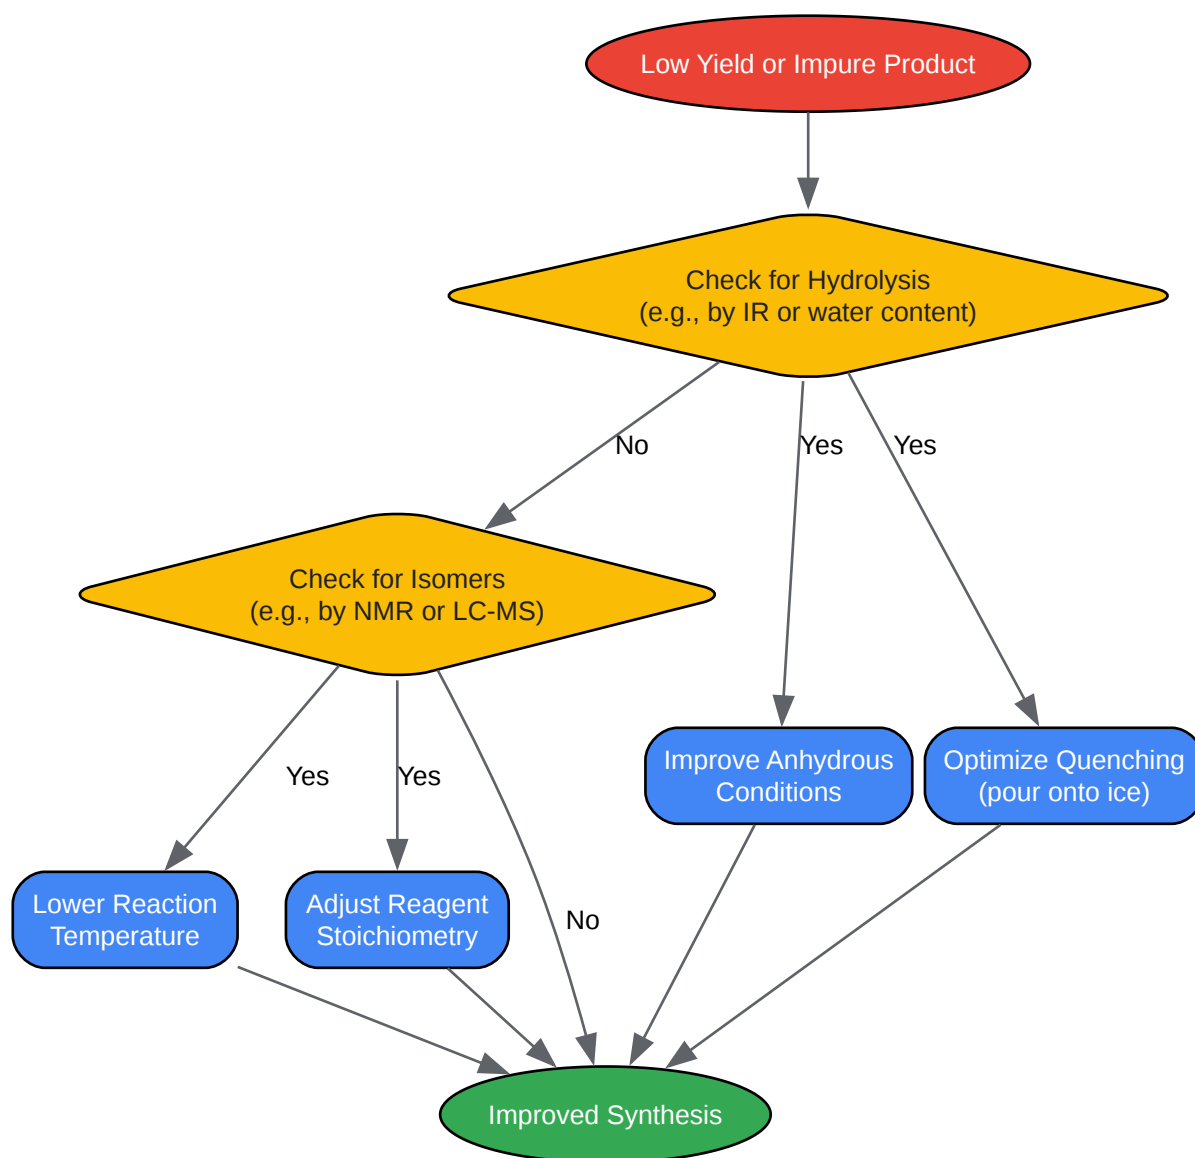 Low Yield or Impure Product
Check for Hydrolysis
(e.g., by IR or water content)
No
Yes
Yes
Check for Isomers
(e.g., by NMR or LC-MS)
Improve Anhydrous
Conditions
Optimize Quenching
(pour onto ice)
Yes
Yes
No
Lower Reaction
Temperature
Adjust Reagent
Stoichiometry
Improved Synthesis